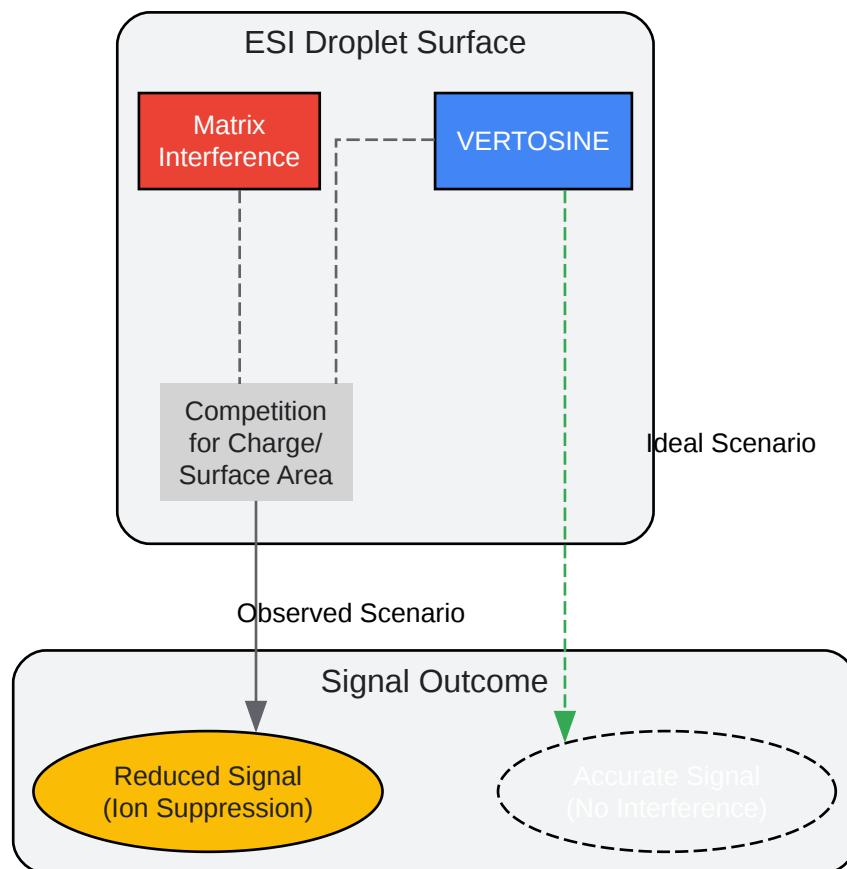 ESI Droplet Surface
Matrix
Interference
VERTOSINE
Competition
for Charge/
Surface Area
Ideal Scenario
Observed Scenario
Signal Outcome
Reduced Signal
(Ion Suppression)
Accurate Signal
(No Interference)